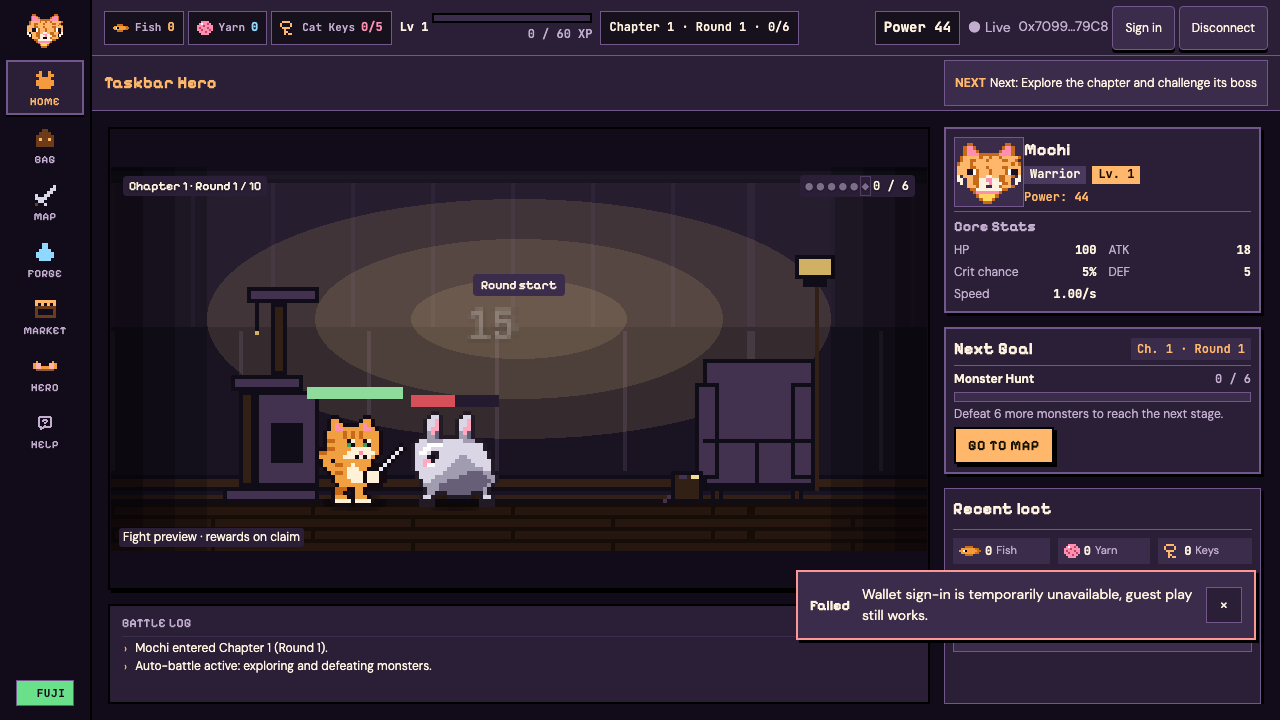 Fish 0
Yarn 0
Cat Keys 0/5
Lv 1
0 / 60 XP
Chapter 1 · Round 1 · 0/6
Power 44
Live
0x7099…79C8
Sign in
Disconnect
HOME
BAG
MAP
FORGE
MARKET
HERO
HELP
FUJI
Taskbar Hero
NEXT Next: Explore the chapter and challenge its boss
Chapter 1 · Round 1 / 10
0 / 6
Round start
15
Fight preview · rewards on claim
BATTLE LOG
› Mochi entered Chapter 1 (Round 1).
› Auto-battle active: exploring and defeating monsters.
Mochi
Warrior
Lv. 1
Power: 44
Core Stats
HP 100 ATK 18
Crit chance 5% DEF 5
Speed 1.00/s
Next Goal
Ch. 1 · Round 1
Monster Hunt 0 / 6
Defeat 6 more monsters to reach the next stage.
GO TO MAP
Recent loot
0 Fish
0 Yarn
0 Keys
Failed
Wallet sign-in is temporarily unavailable, guest play
still works.
×